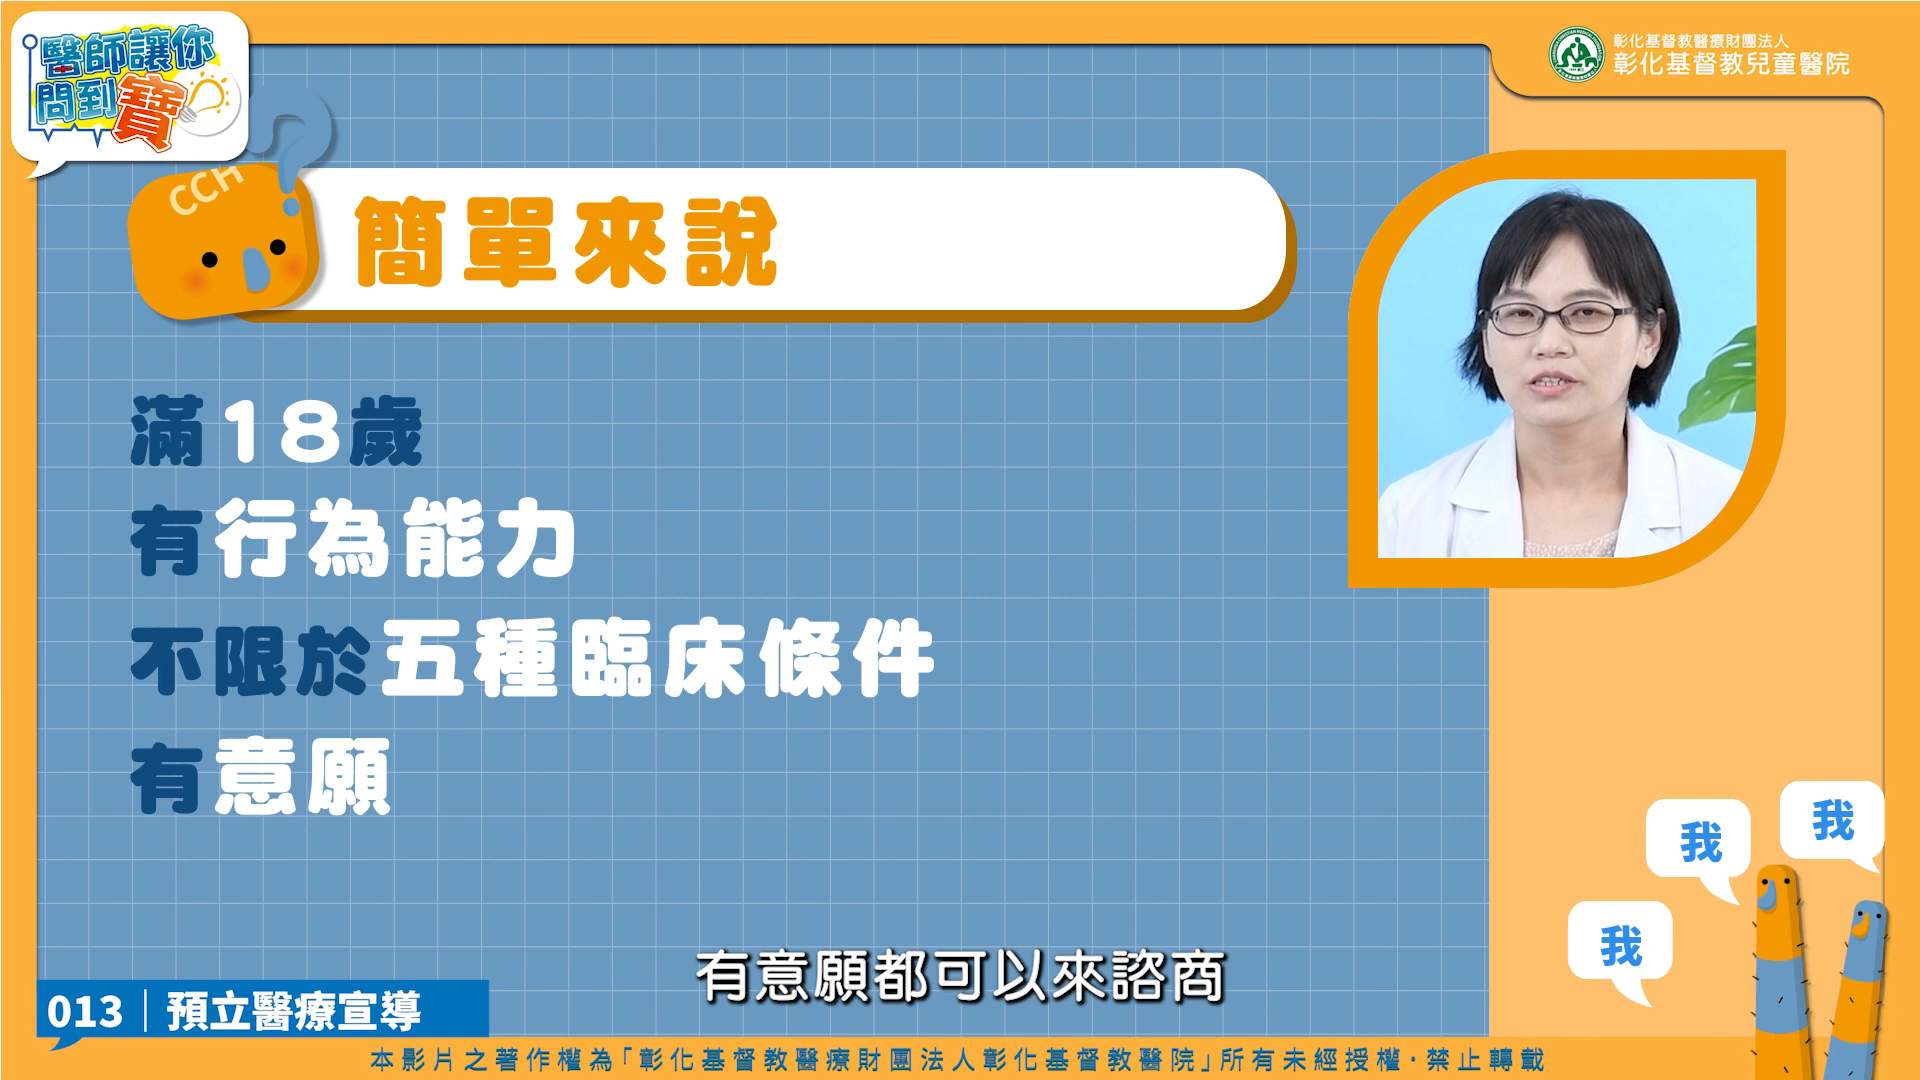 醫師讓你
問到寶
彰化基督教醫療財團法人
彰化基督教兒童醫院
CCH
簡單來說
滿18歲
有行為能力
不限於五種臨床條件
有意願
我
我
我
有意願都可以來諮商
013｜預立醫療宣導
本影片之著作權為「彰化基督教醫療財團法人彰化基督教醫院」所有未經授權·禁止轉載